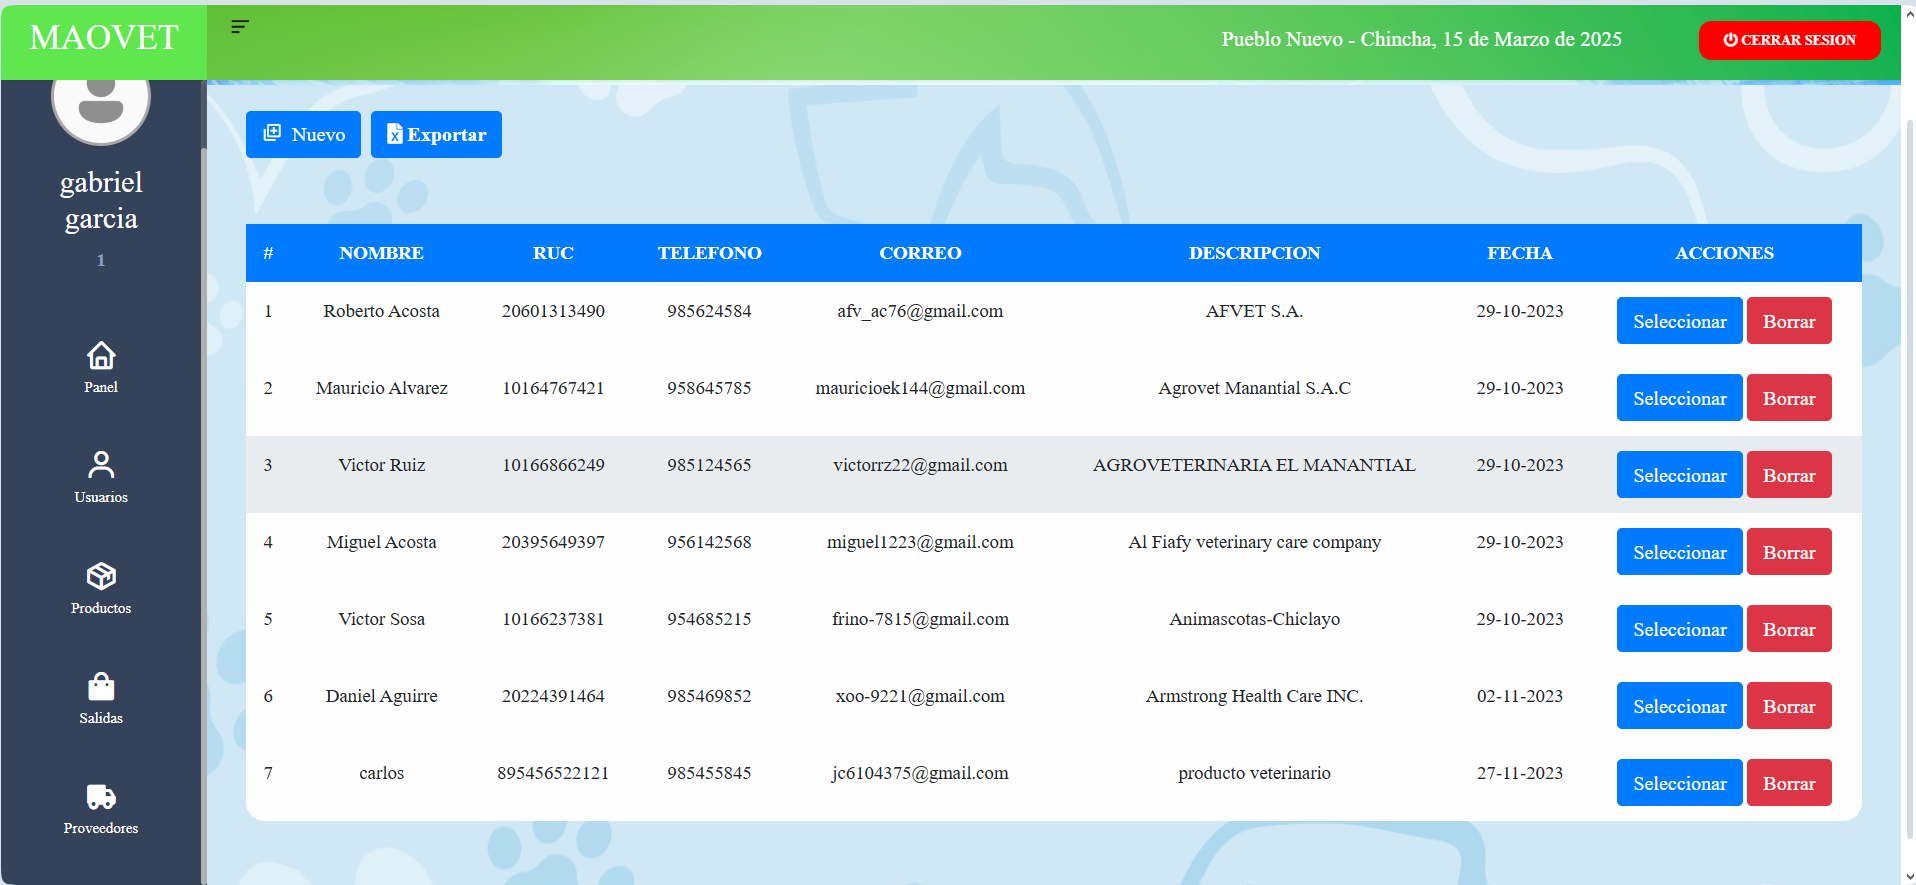 MAOVET
Pueblo Nuevo - Chincha, 15 de Marzo de 2025
CERRAR SESION
gabriel
garcia
1
Panel
Usuarios
Productos
Salidas
Proveedores
Nuevo
Exportar
# NOMBRE RUC TELEFONO CORREO DESCRIPCION FECHA ACCIONES
1 Roberto Acosta 20601313490 985624584 afv_ac76@gmail.com AFVET S.A. 29-10-2023 Seleccionar Borrar
2 Mauricio Alvarez 10164767421 958645785 mauricioek144@gmail.com Agrovet Manantial S.A.C 29-10-2023 Seleccionar Borrar
3 Victor Ruiz 10166866249 985124565 victorrz22@gmail.com AGROVETERINARIA EL MANANTIAL 29-10-2023 Seleccionar Borrar
4 Miguel Acosta 20395649397 956142568 miguel1223@gmail.com Al Fiafy veterinary care company 29-10-2023 Seleccionar Borrar
5 Victor Sosa 10166237381 954685215 frino-7815@gmail.com Animascotas-Chiclayo 29-10-2023 Seleccionar Borrar
6 Daniel Aguirre 20224391464 985469852 xoo-9221@gmail.com Armstrong Health Care INC. 02-11-2023 Seleccionar Borrar
7 carlos 895456522121 985455845 jc6104375@gmail.com producto veterinario 27-11-2023 Seleccionar Borrar